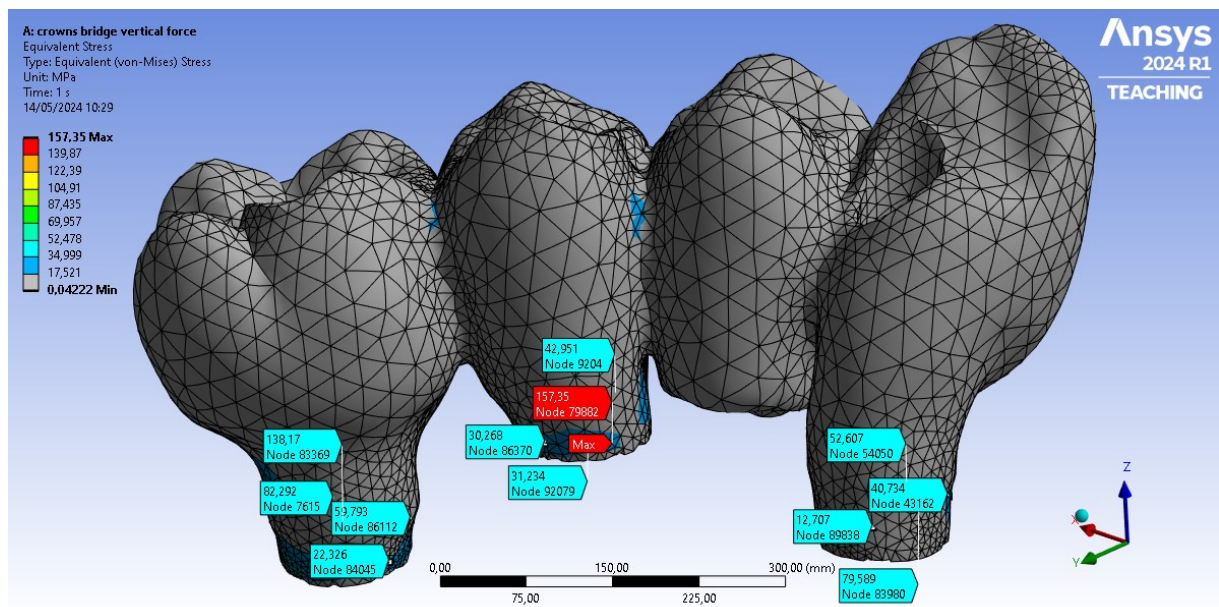 A: crowns bridge vertical force
Equivalent Stress
Type: Equivalent (von-Mises) Stress
Unit: MPa
Time: 1 s
14/05/2024 10:29
157,35 Max
139,87
122,39
104,91
87,435
69,957
52,478
34,999
17,521
0,04222 Min
Ansys
2024 R1
TEACHING
42,951
Node 9204
157,35
Node 79882
Max
30,268
Node 86370
31,234
Node 92079
138,17
Node 83369
82,292
Node 7615
59,793
Node 86112
22,326
Node 84045
52,607
Node 54050
40,734
Node 43162
12,707
Node 89838
79,589
Node 83980
0,00
150,00
300,00 (mm)
75,00
225,00
Z
X
Y